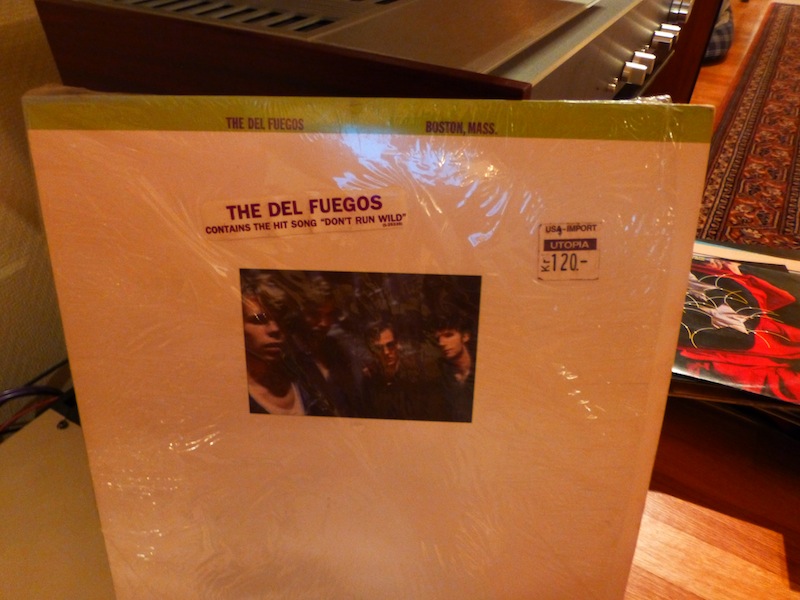 THE DEL FUEGOS
BOSTON, MASS.
THE DEL FUEGOS
CONTAINS THE HIT SONG "DON'T RUN WILD"
USA-IMPORT
UTOPIA
Kr 120.-